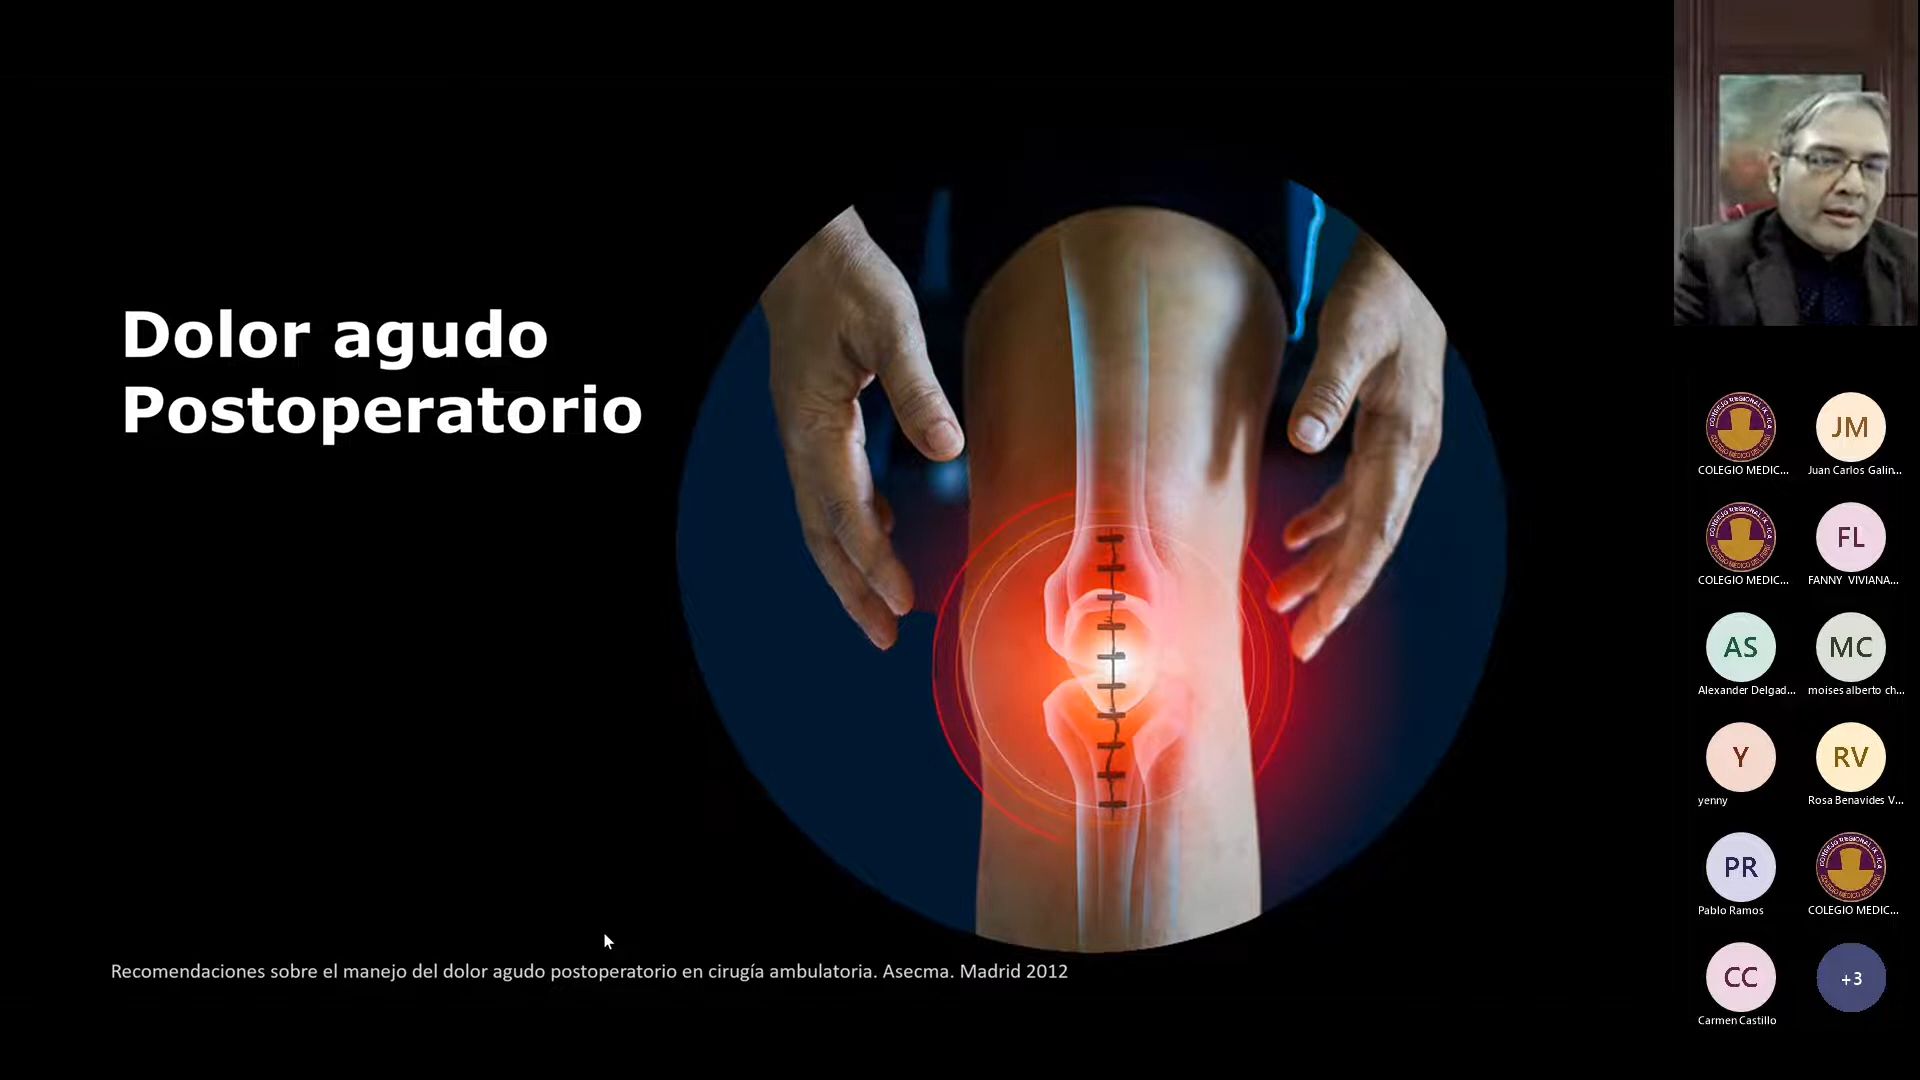 Dolor agudo
Postoperatorio
Recomendaciones sobre el manejo del dolor agudo postoperatorio en cirugía ambulatoria. Asecma. Madrid 2012
COLEGIO MEDIC...
JM
Juan Carlos Galin...
COLEGIO MEDIC...
FL
FANNY VIVIANA...
AS
Alexander Delgad...
MC
moises alberto ch...
Y
yenny
RV
Rosa Benavides V...
PR
Pablo Ramos
COLEGIO MEDIC...
CC
Carmen Castillo
+3